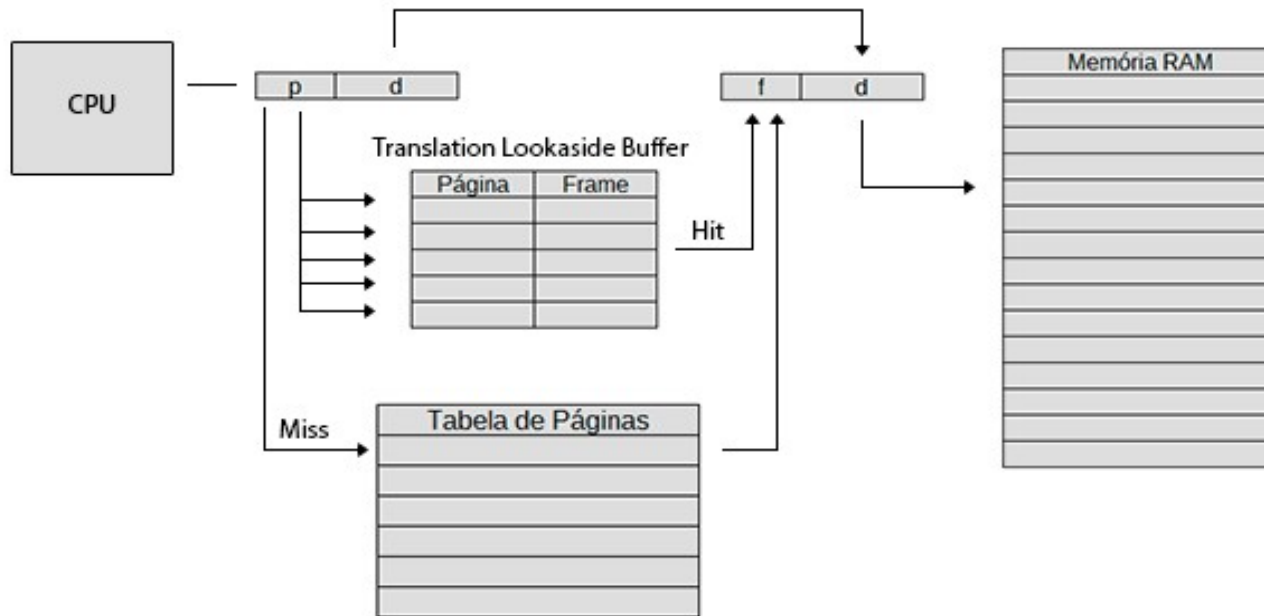 CPU
p d
f d
Memória RAM
Translation Lookaside Buffer
Página Frame
Hit
Miss
Tabela de Páginas